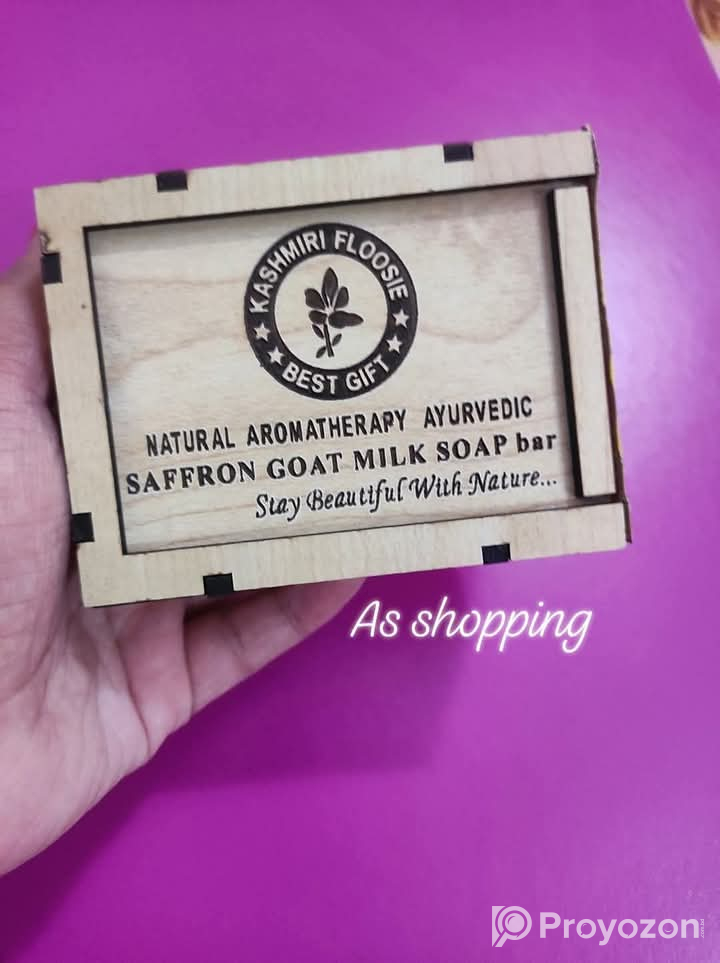 KASHMIRI FLOOSIE
BEST GIFT
NATURAL AROMATHERAPY AYURVEDIC
SAFFRON GOAT MILK SOAP bar
Stay Beautiful With Nature...
As shopping
Proyozon